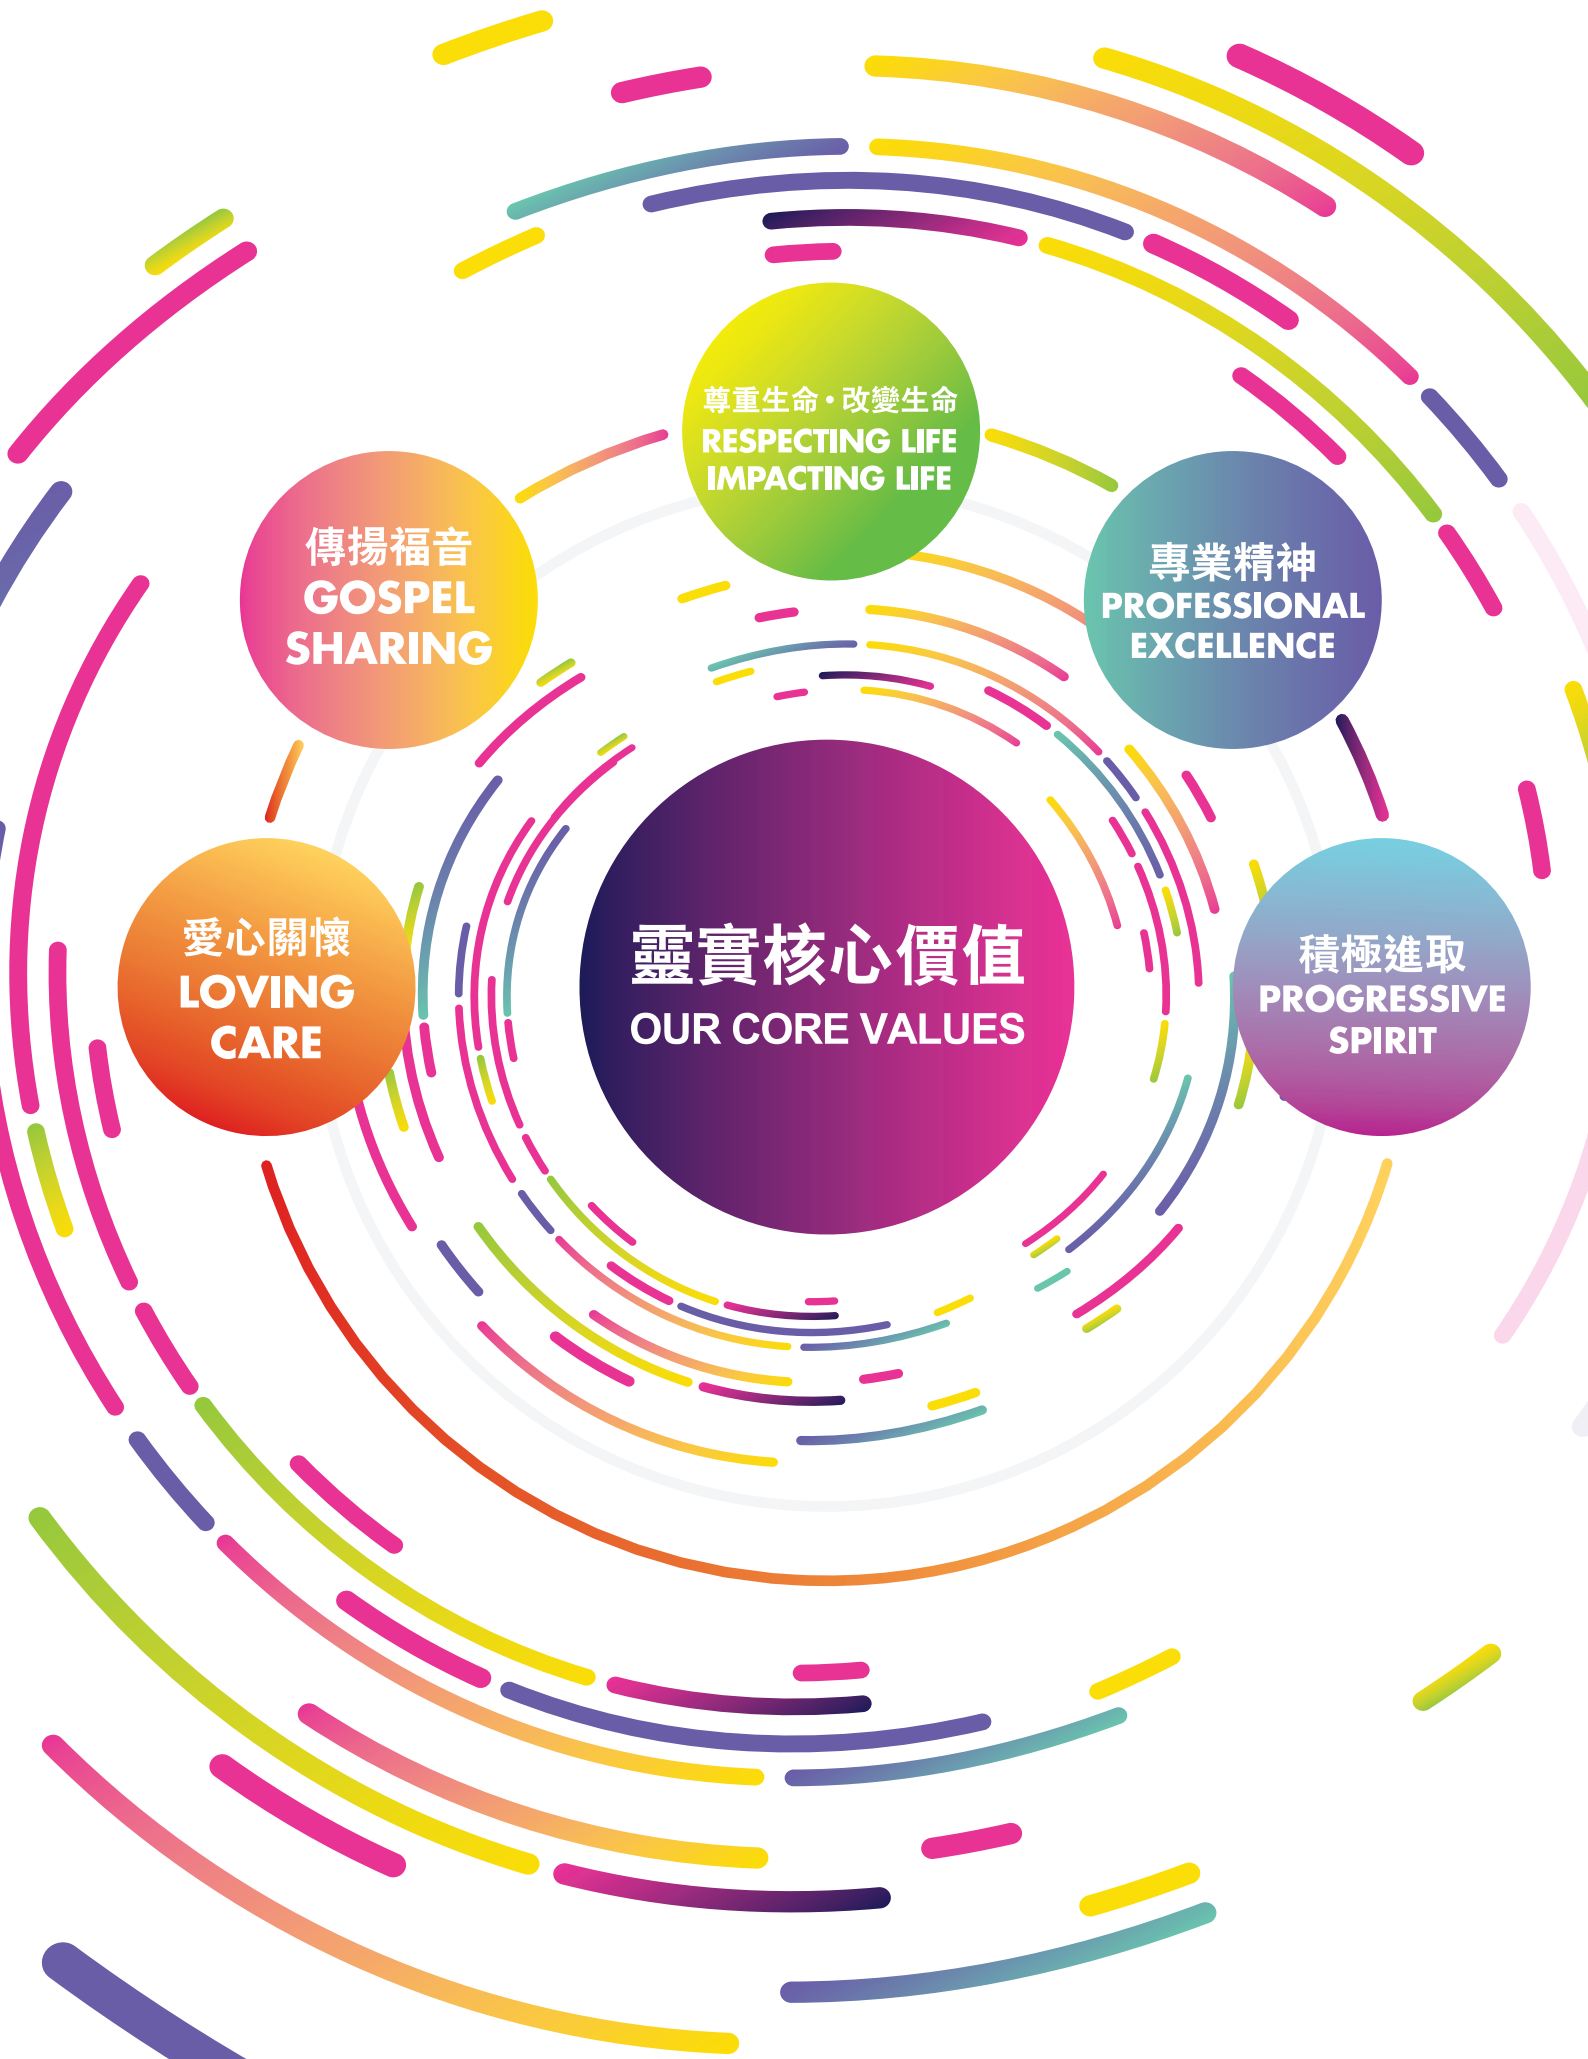 尊重生命•改變生命
RESPECTING LIFE
IMPACTING LIFE
傳揚福音
GOSPEL
SHARING
專業精神
PROFESSIONAL
EXCELLENCE
愛心關懷
LOVING
CARE
靈實核心價值
OUR CORE VALUES
積極進取
PROGRESSIVE
SPIRIT